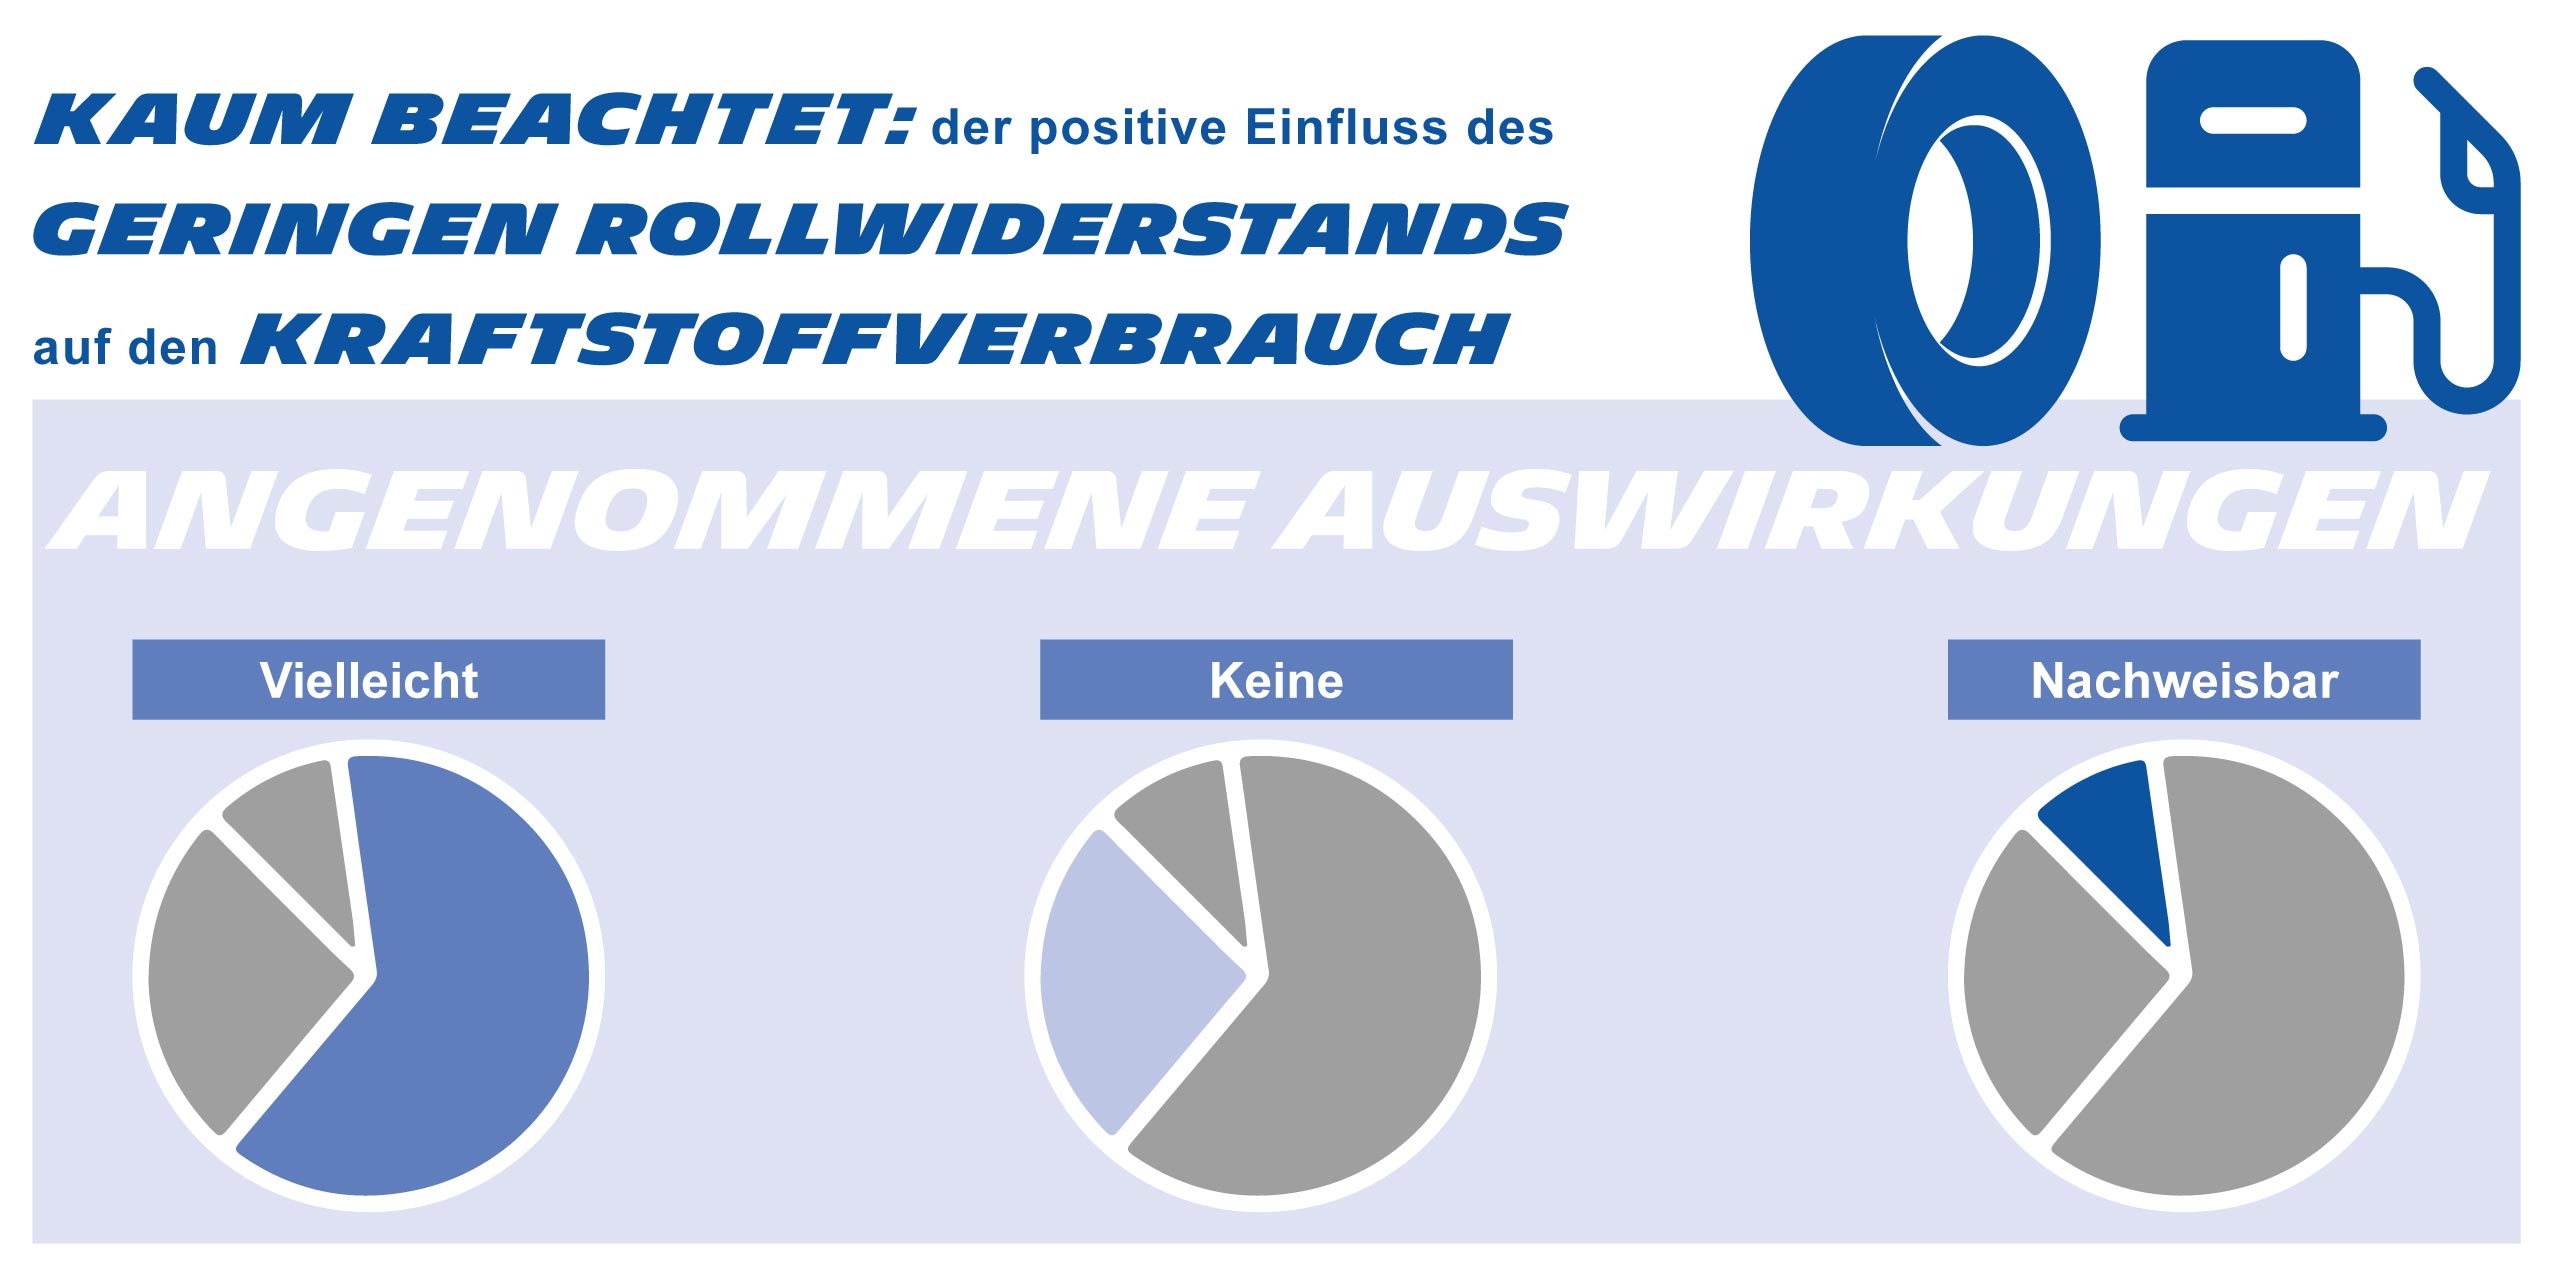 KAUM BEACHTET: der positive Einfluss des
GERINGEN ROLLWIDERSTANDS
auf den KRAFTSTOFFVERBRAUCH
ANGENOMMENE AUSWIRKUNGEN
Vielleicht
Keine
Nachweisbar